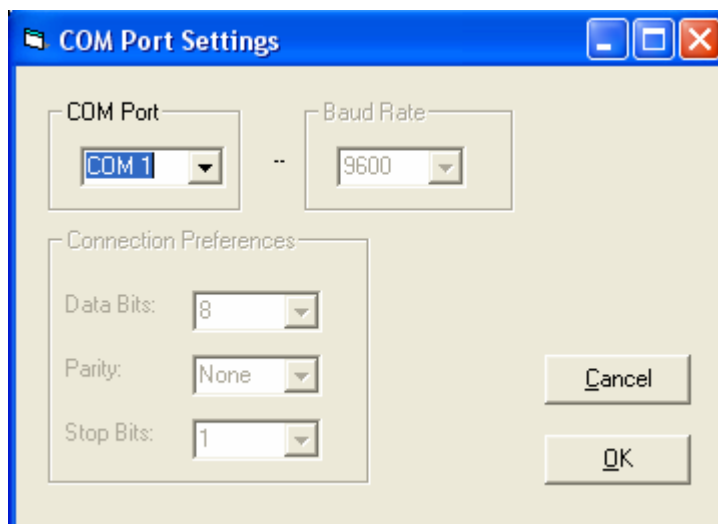 COM Port Settings
COM Port
Baud Rate
COM 1
--
9600
Connection Preferences
Data Bits: 8
Parity: None
Stop Bits: 1
Cancel
OK